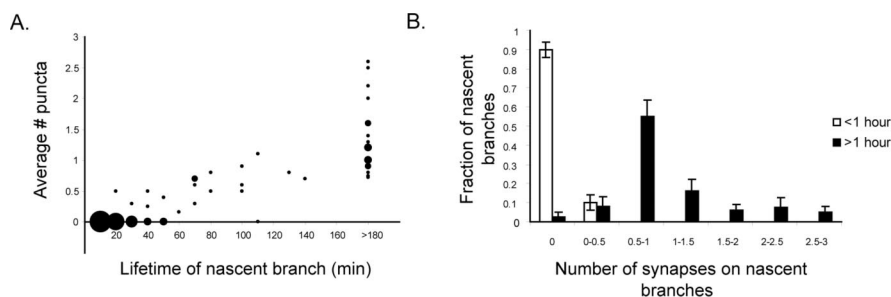 A.
Average # puncta
3
2.5
2
1.5
1
0.5
0
20 40 60 80 100 120 140 >180
Lifetime of nascent branch (min)
B.
Fraction of nascent
branches
1
0.9
0.8
0.7
0.6
0.5
0.4
0.3
0.2
0.1
0 0-0.5 0.5-1 1-1.5 1.5-2 2-2.5 2.5-3
Number of synapses on nascent
branches
<1 hour
>1 hour